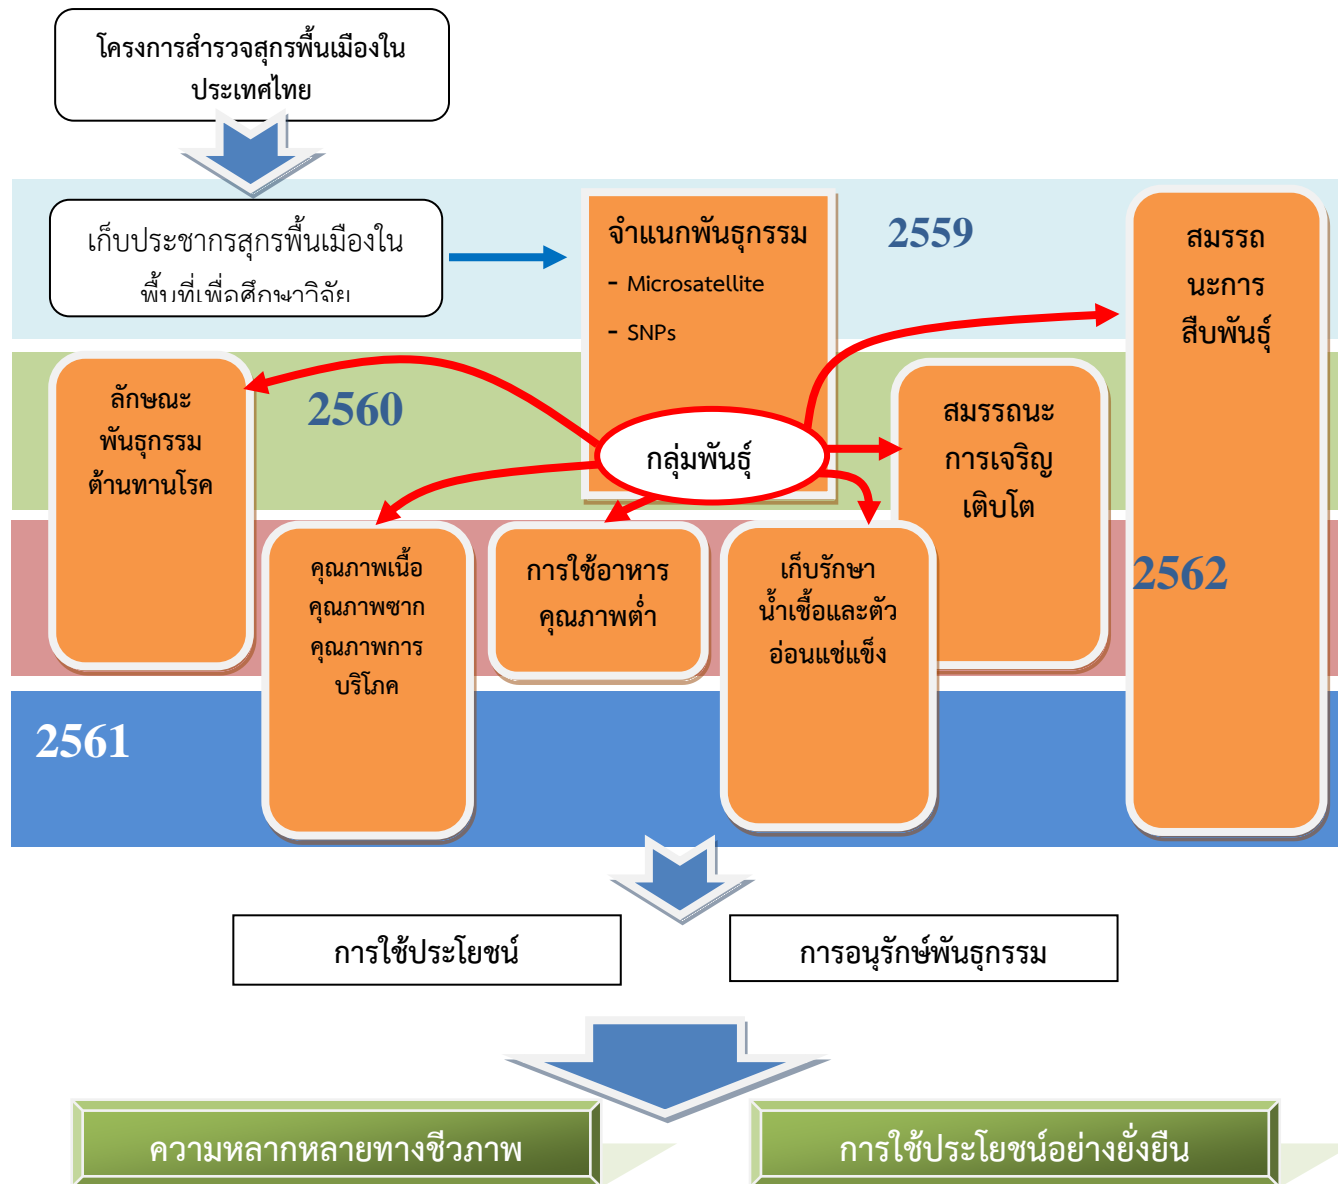 โครงการสำรวจสุกรพื้นเมืองใน
ประเทศไทย
เก็บประชากรสุกรพื้นเมืองใน
พื้นที่เพื่อศึกษาวิจัย
จำแนกพันธุกรรม
- Microsatellite
- SNPs
2559
สมรรถ
นะการ
สืบพันธุ์
ลักษณะ
พันธุกรรม
ต้านทานโรค
2560
กลุ่มพันธุ์
สมรรถนะ
การเจริญ
เติบโต
คุณภาพเนื้อ
คุณภาพซาก
คุณภาพการ
บริโภค
การใช้อาหาร
คุณภาพต่ำ
เก็บรักษา
น้ำเชื้อและตัว
อ่อนแช่แข็ง
2562
2561
การใช้ประโยชน์
การอนุรักษ์พันธุกรรม
ความหลากหลายทางชีวภาพ
การใช้ประโยชน์อย่างยั่งยืน